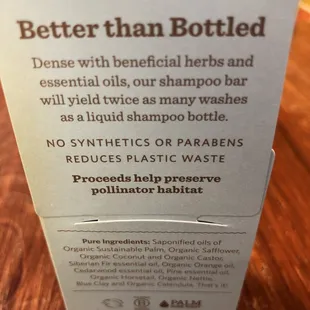 Better than Bottled
Dense with beneficial herbs and
essential oils, our shampoo bar
will yield twice as many washes
as a liquid shampoo bottle.
NO SYNTHETICS OR PARABENS
REDUCES PLASTIC WASTE
Proceeds help preserve
pollinator habitat
Pure Ingredients: Saponified oils of
Organic Sustainable Palm, Organic Safflower,
Organic Coconut and Organic Castor,
Siberian Fir essential oil, Organic Orange oil,
Cedarwood essential oil, Pine essential oil,
Organic Horsetail, Organic Nettle,
Blue Clay and Organic Calendula. That's it!
PALM